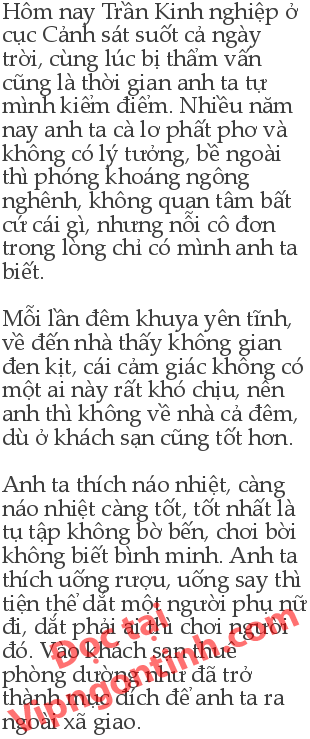 Hôm nay Trần Kinh nghiệp ở
cục Cảnh sát suốt cả ngày
trời, cùng lúc bị thẩm vấn
cũng là thời gian anh ta tự
mình kiểm điểm. Nhiều năm
nay anh ta cà lơ phất phơ và
không có lý tưởng, bề ngoài
thì phóng khoáng ngông
nghênh, không quan tâm bất
cứ cái gì, nhưng nỗi cô đơn
trong lòng chỉ có mình anh ta
biết.
Mỗi lần đêm khuya yên tĩnh,
về đến nhà thấy không gian
đen kịt, cái cảm giác không có
một ai này rất khó chịu, nên
anh thì không về nhà cả đêm,
dù ở khách sạn cũng tốt hơn.
Anh ta thích náo nhiệt, càng
náo nhiệt càng tốt, tốt nhất là
tụ tập không bờ bến, chơi bời
không biết bình minh. Anh ta
thích uống rượu, uống say thì
tiện thể dắt một người phụ nữ
đi, dắt phải ai thì chơi người
đó. Vào khách sạn thuê
phòng dường như đã trở
thành mục đích để anh ta ra
ngoài xã giao.
Đọc tại
Vipngontinh.com